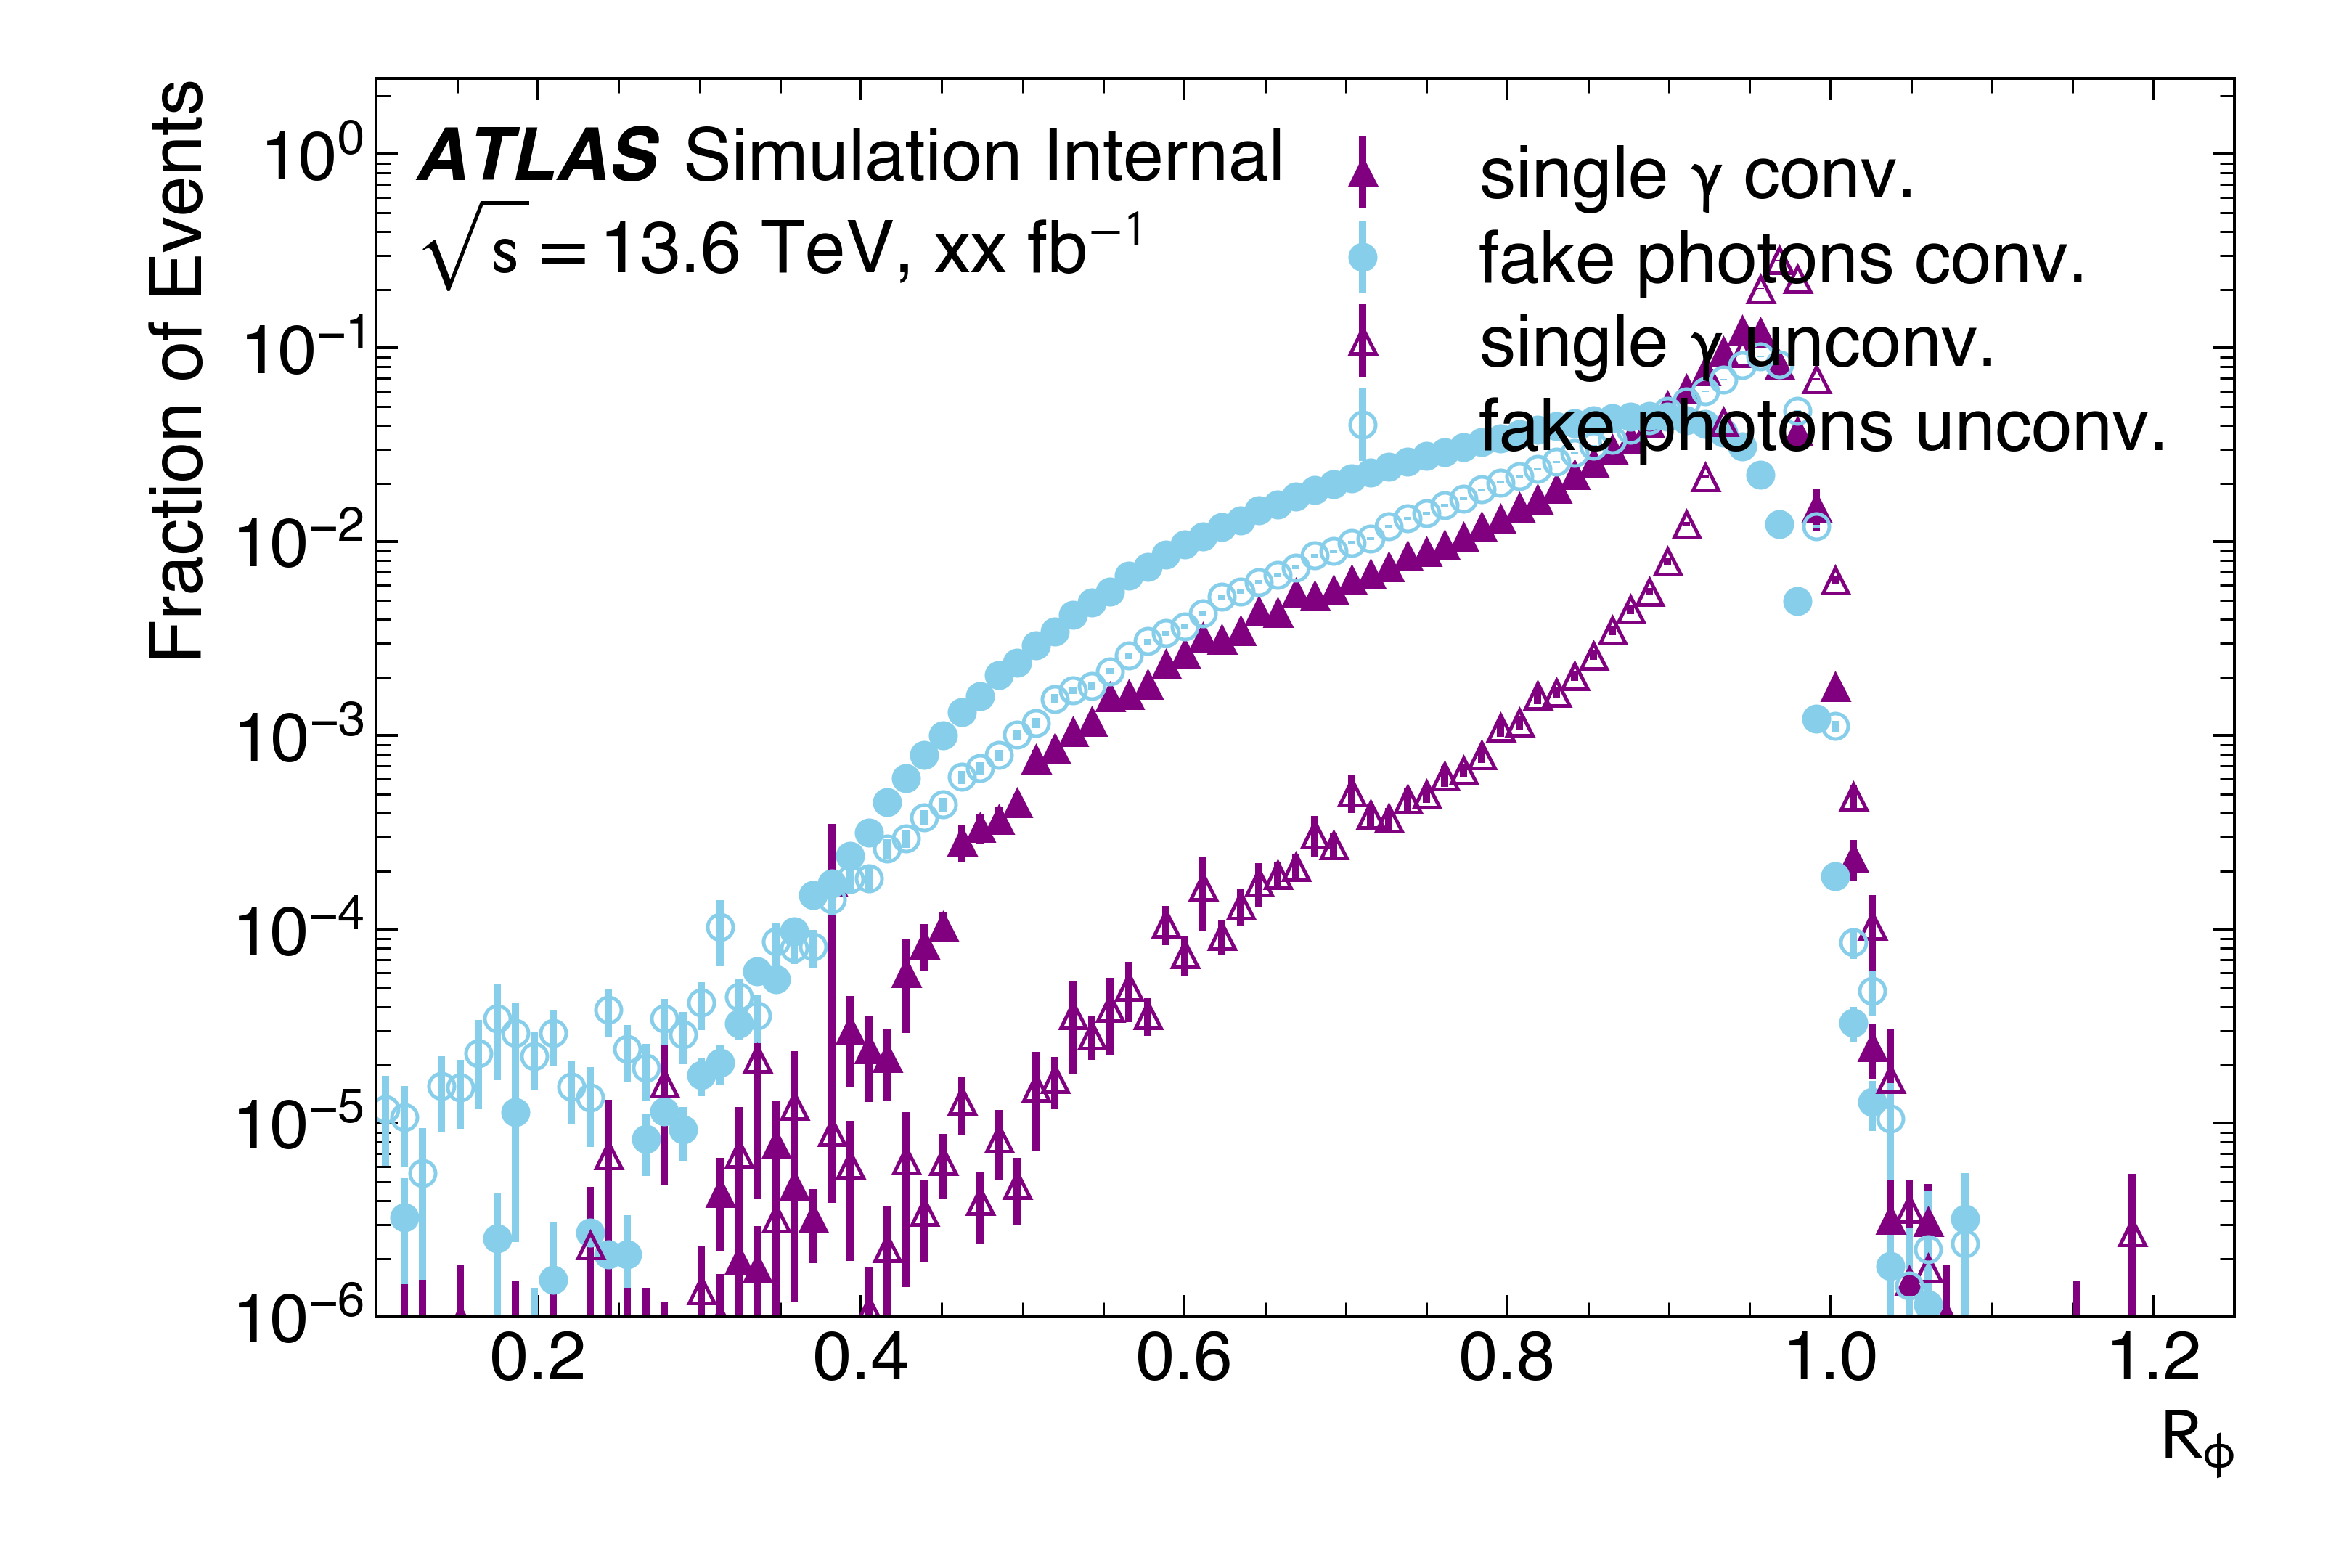 Fraction of Events
ATLAS Simulation Internal
√s = 13.6 TeV, xx fb⁻¹
single γ conv.
fake photons conv.
single γ unconv.
fake photons unconv.
10⁰
10⁻¹
10⁻²
10⁻³
10⁻⁴
10⁻⁵
10⁻⁶
0.2 0.4 0.6 0.8 1.0 1.2
R_ϕ